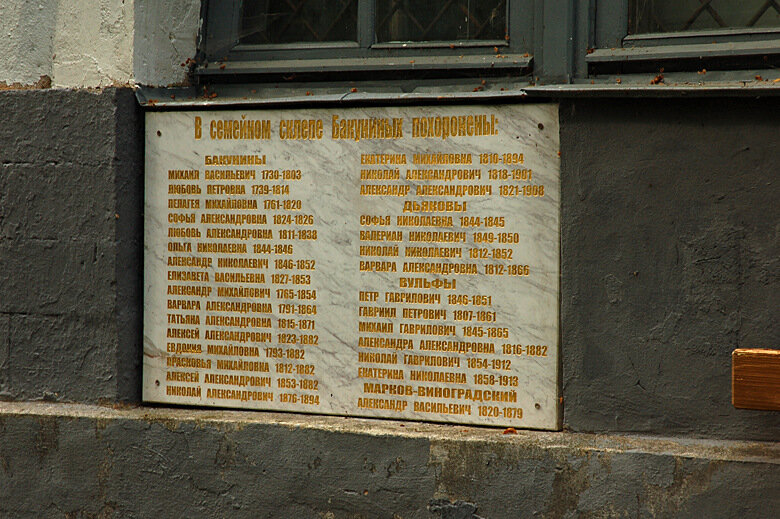 В семейном склепе Бакуниных похоронены:
БАКУНИНЫ
МИХАИЛ ВАСИЛЬЕВИЧ 1730-1803
ЛЮБОВЬ ПЕТРОВНА 1739-1814
ПЕЛАГЕЯ МИХАЙЛОВНА 1761-1820
СОФЬЯ АЛЕКСАНДРОВНА 1824-1826
ЛЮБОВЬ АЛЕКСАНДРОВНА 1811-1838
ОЛЬГА НИКОЛАЕВНА 1844-1846
АЛЕКСАНДР НИКОЛАЕВИЧ 1846-1852
ЕЛИЗАВЕТА ВАСИЛЬЕВНА 1827-1853
АЛЕКСАНДР МИХАЙЛОВИЧ 1765-1854
ВАРВАРА АЛЕКСАНДРОВНА 1791-1864
ТАТЬЯНА АЛЕКСАНДРОВНА 1815-1871
АЛЕКСЕЙ АЛЕКСАНДРОВИЧ 1823-1882
ЕВДОКИЯ МИХАЙЛОВНА 1793-1882
ПРАСКОВЬЯ МИХАЙЛОВНА 1812-1882
АЛЕКСЕЙ АЛЕКСАНДРОВИЧ 1853-1882
НИКОЛАЙ АЛЕКСАНДРОВИЧ 1876-1894
ЕКАТЕРИНА МИХАЙЛОВНА 1810-1894
НИКОЛАЙ АЛЕКСАНДРОВИЧ 1818-1901
АЛЕКСАНДР АЛЕКСАНДРОВИЧ 1821-1908
ДЬЯКОВЫ
СОФЬЯ НИКОЛАЕВНА 1844-1845
ВАЛЕРИАН НИКОЛАЕВИЧ 1849-1850
НИКОЛАЙ НИКОЛАЕВИЧ 1812-1852
ВАРВАРА АЛЕКСАНДРОВНА 1812-1866
ВУЛЬФЫ
ПЕТР ГАВРИЛОВИЧ 1846-1851
ГАВРИИЛ ПЕТРОВИЧ 1807-1861
МИХАИЛ ГАВРИЛОВИЧ 1845-1865
АЛЕКСАНДРА АЛЕКСАНДРОВНА 1816-1882
НИКОЛАЙ ГАВРИЛОВИЧ 1854-1912
ЕКАТЕРИНА НИКОЛАЕВНА 1858-1913
МАРКОВ-ВИНОГРАДСКИЙ
АЛЕКСАНДР ВАСИЛЬЕВИЧ 1820-1879